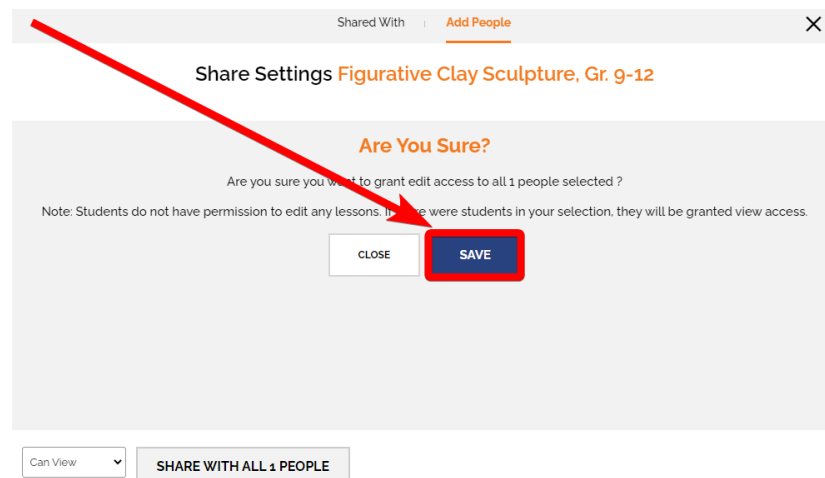 Shared With
Add People
Share Settings Figurative Clay Sculpture, Gr. 9-12
Are You Sure?
Are you sure you want to grant edit access to all 1 people selected ?
Note: Students do not have permission to edit any lessons. If there were students in your selection, they will be granted view access.
CLOSE
SAVE
Can View
SHARE WITH ALL 1 PEOPLE